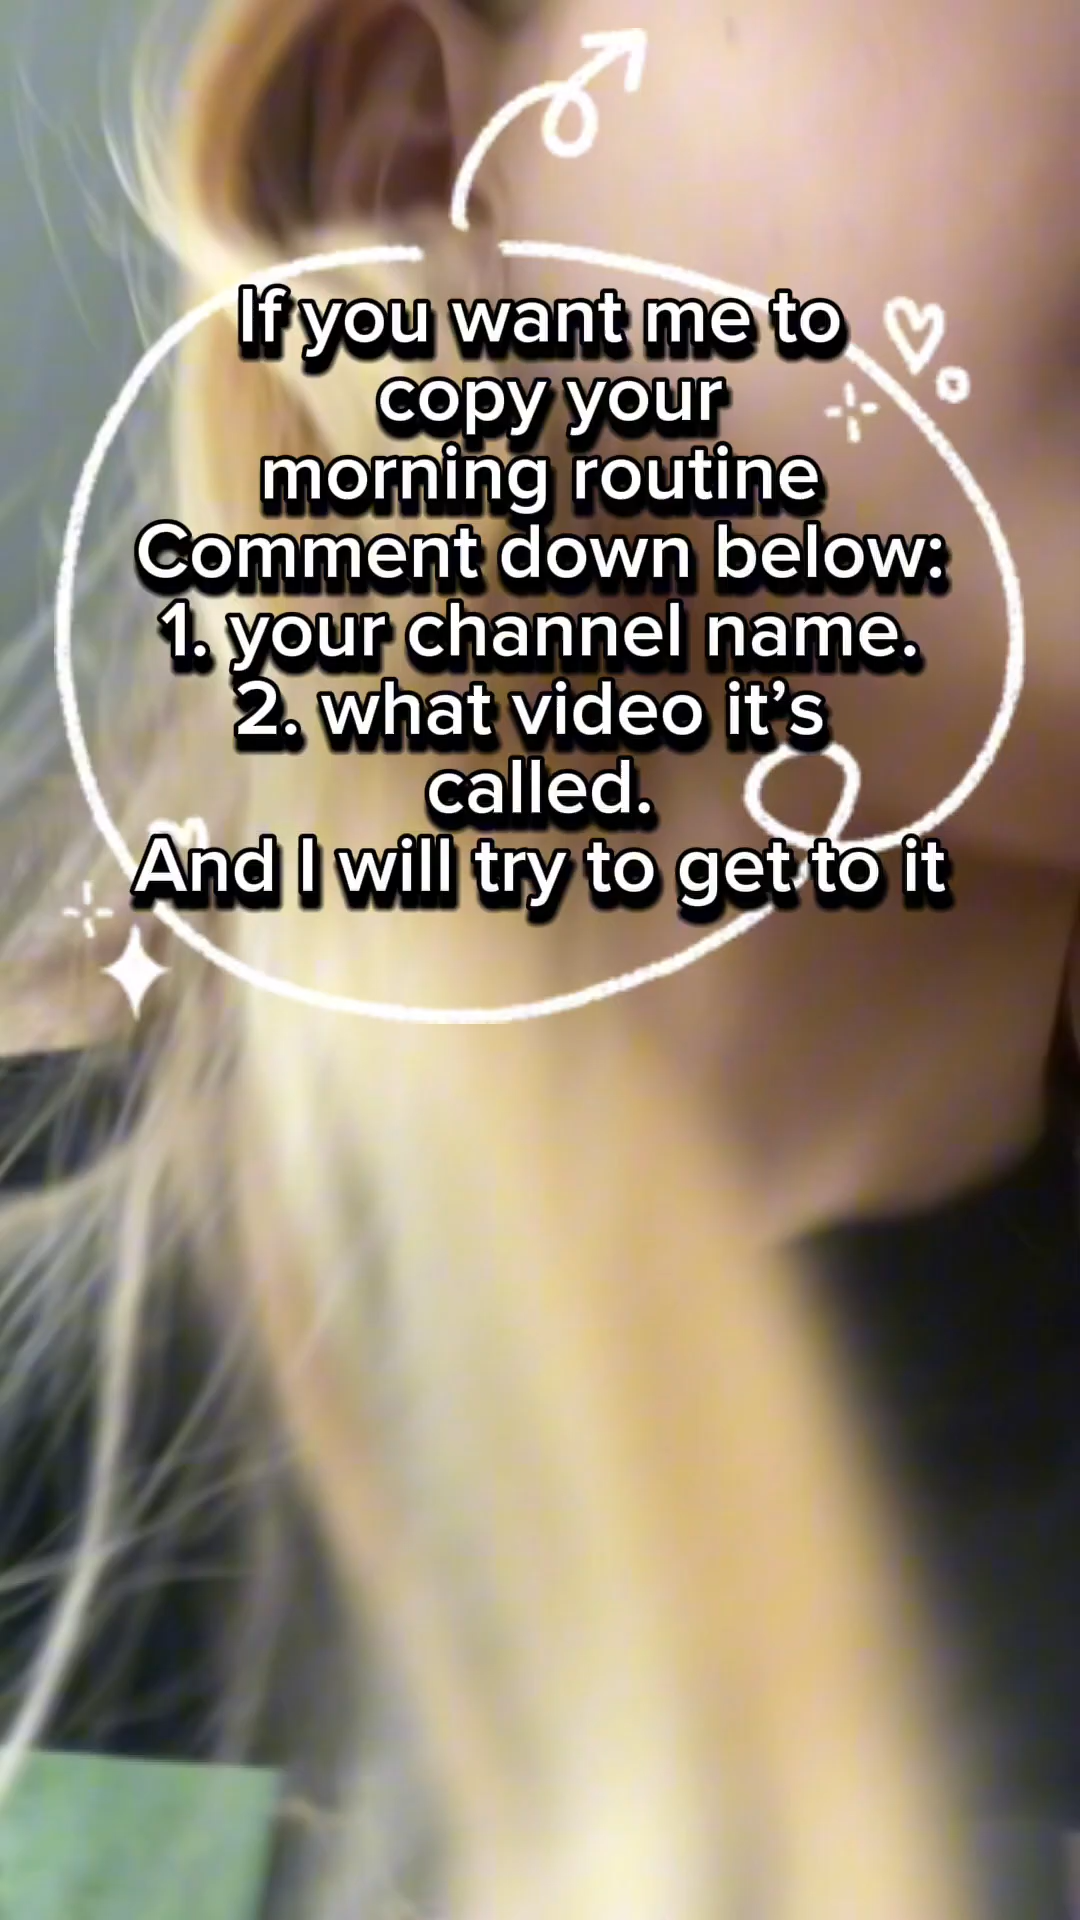 If you want me to
copy your
morning routine
Comment down below:
1. your channel name.
2. what video it’s
called.
And I will try to get to it